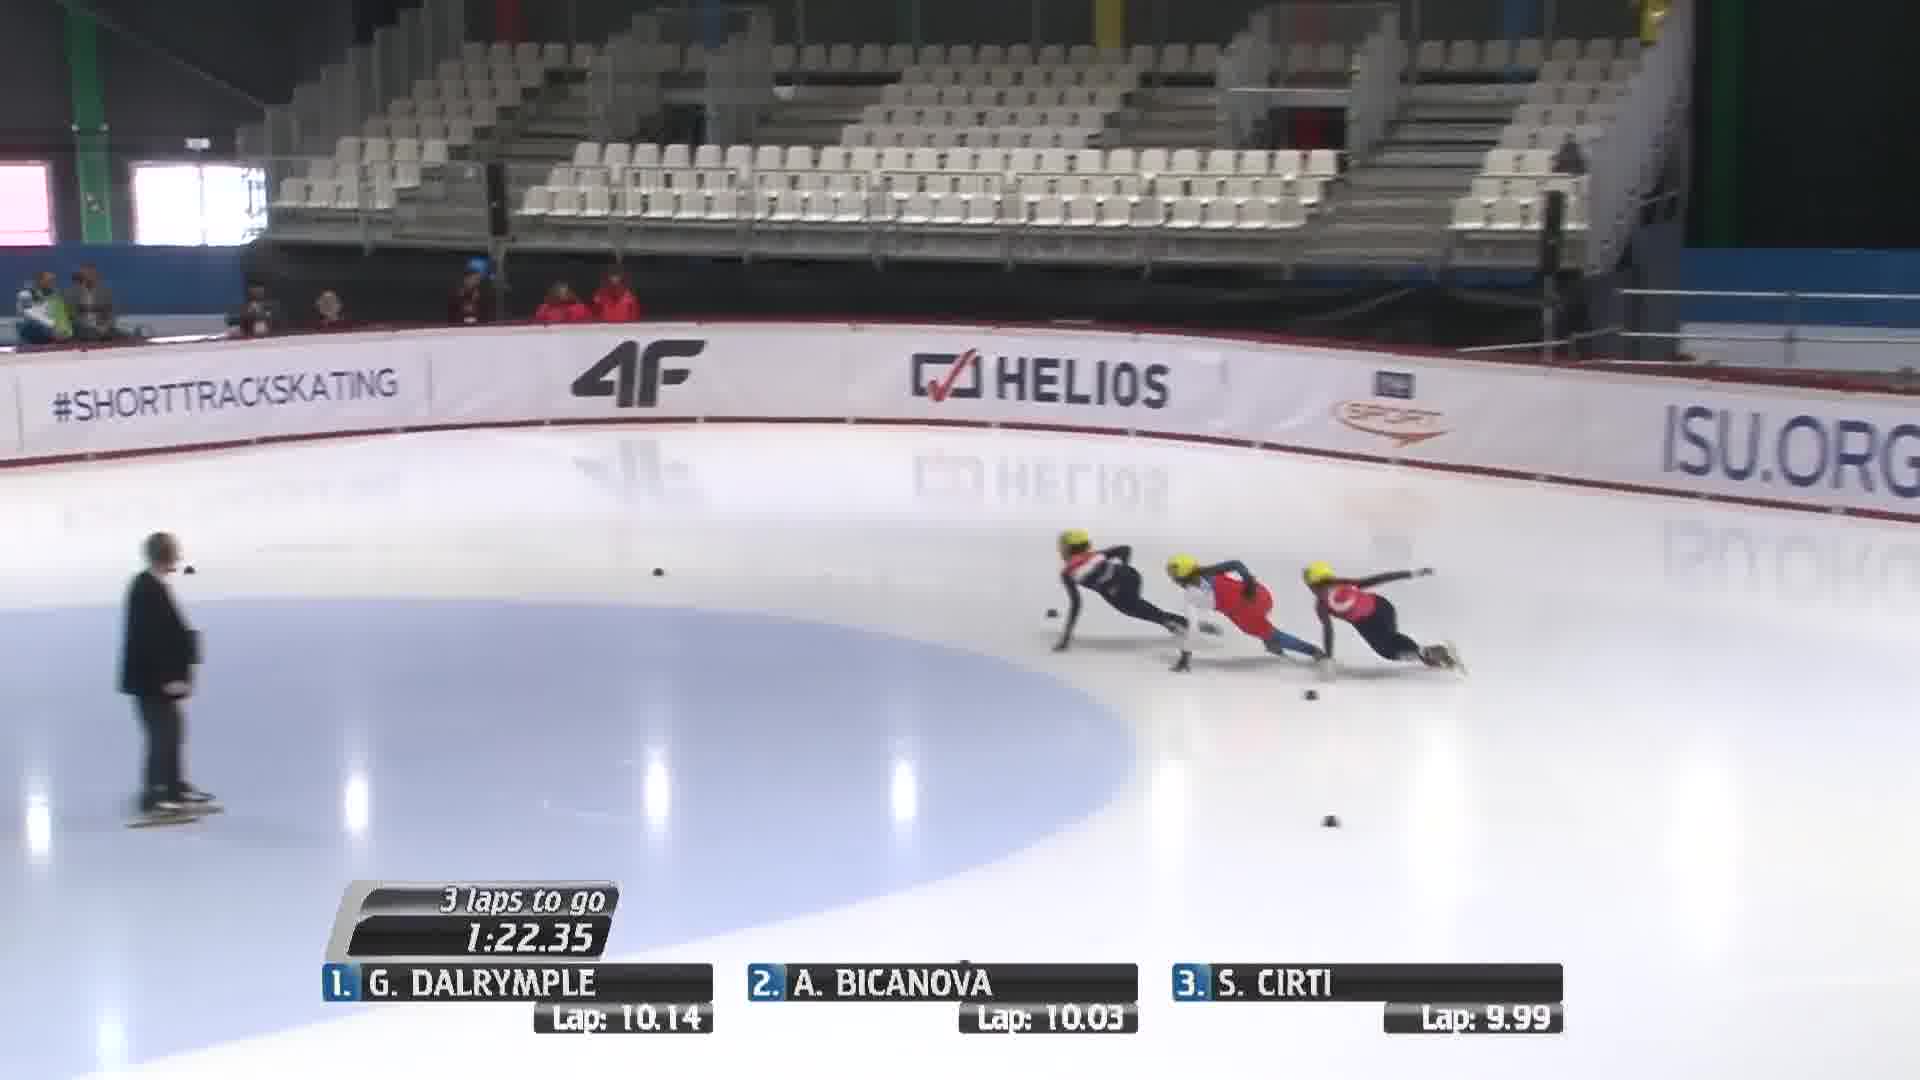 #SHORTTRACKSKATING
4F
HELIOS
SPORT
ISU.ORG
3 laps to go
1:22.35
1. G. DALRYMPLE
Lap: 10.14
2. A. BICANOVA
Lap: 10.03
3. S. CIRTI
Lap: 9.99